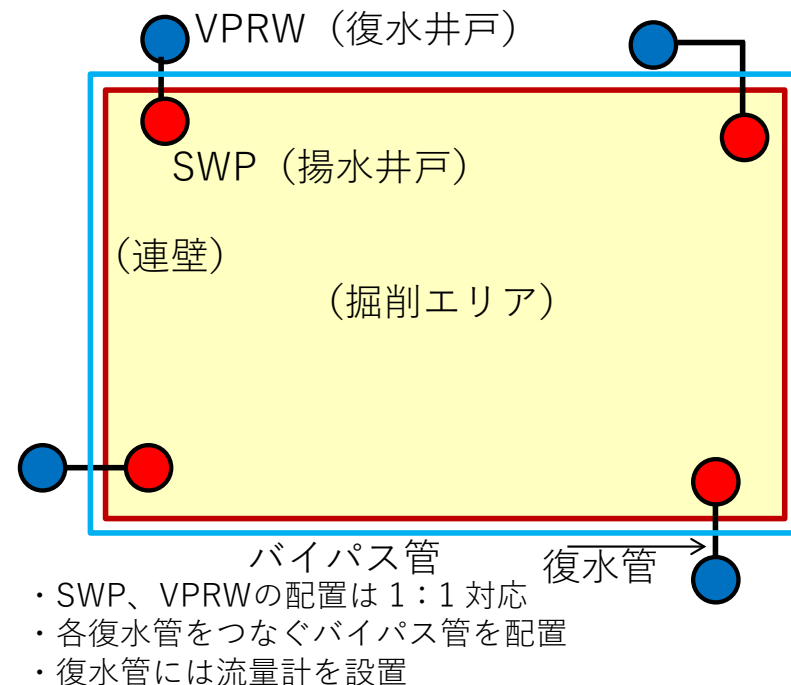 VPRW（復水井戸）
SWP（揚水井戸）
（連壁）
（掘削エリア）
バイパス管
復水管
・SWP、VPRWの配置は１：１対応
・各復水管をつなぐバイパス管を配置
・復水管には流量計を設置